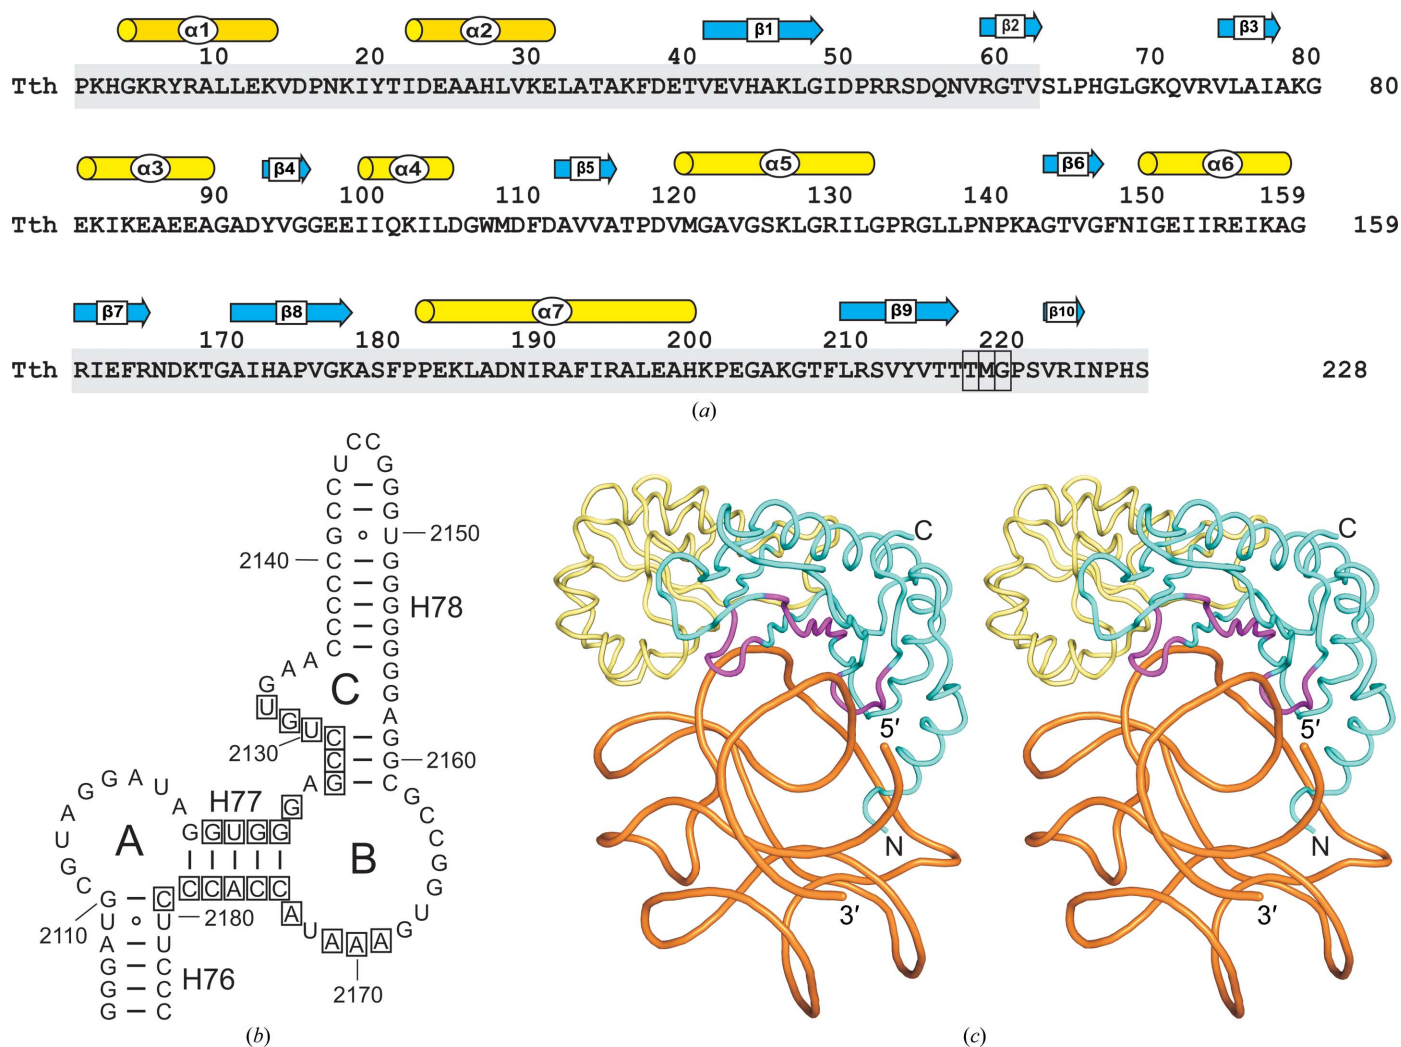 α1 α2 β1 β2 β3
10 20 30 40 50 60 70 80
Tth PKHGKRYRALLEKVDPNKIYTIDEAAHLVKELATAKFDETVEVHAKLGIDPRRSDQNVRGTVSLPHGLGKQVRVLAIAKG 80
α3 β4 α4 β5 α5 β6 α6
90 100 110 120 130 140 150 159
Tth EKIKEAEEAGADYVGGEEIIQKILDGWMDFDAVVATPDVMGAVGSKLGRILGPRGLLPNPKAGTVGFNIGEIIREIKAG 159
β7 β8 α7 β9 β10
170 180 190 200 210 220
Tth RIEFRNDKTGAIHAPVGKASFPPEKLADNIRAFIRALEAHKPEGAKGTFLRSVYVTTTMGPSVRINPHS 228
(a)
C C
U G
C G
C G
G U 2150
2140 C G
C G
C G
C G
C G
H78
G A A
C
U G U C
2130
G
A
G
C G
G A G C 2160
G C C G G U G
A G G A U A
U G C
A
H77
G G U G G
B
C C C A C C
A U A A A
2170
G C
2110 U U 2180
A U
G C
G C
G C
H76
(b)
C
5′
N
3′
C
5′
N
3′
(c)